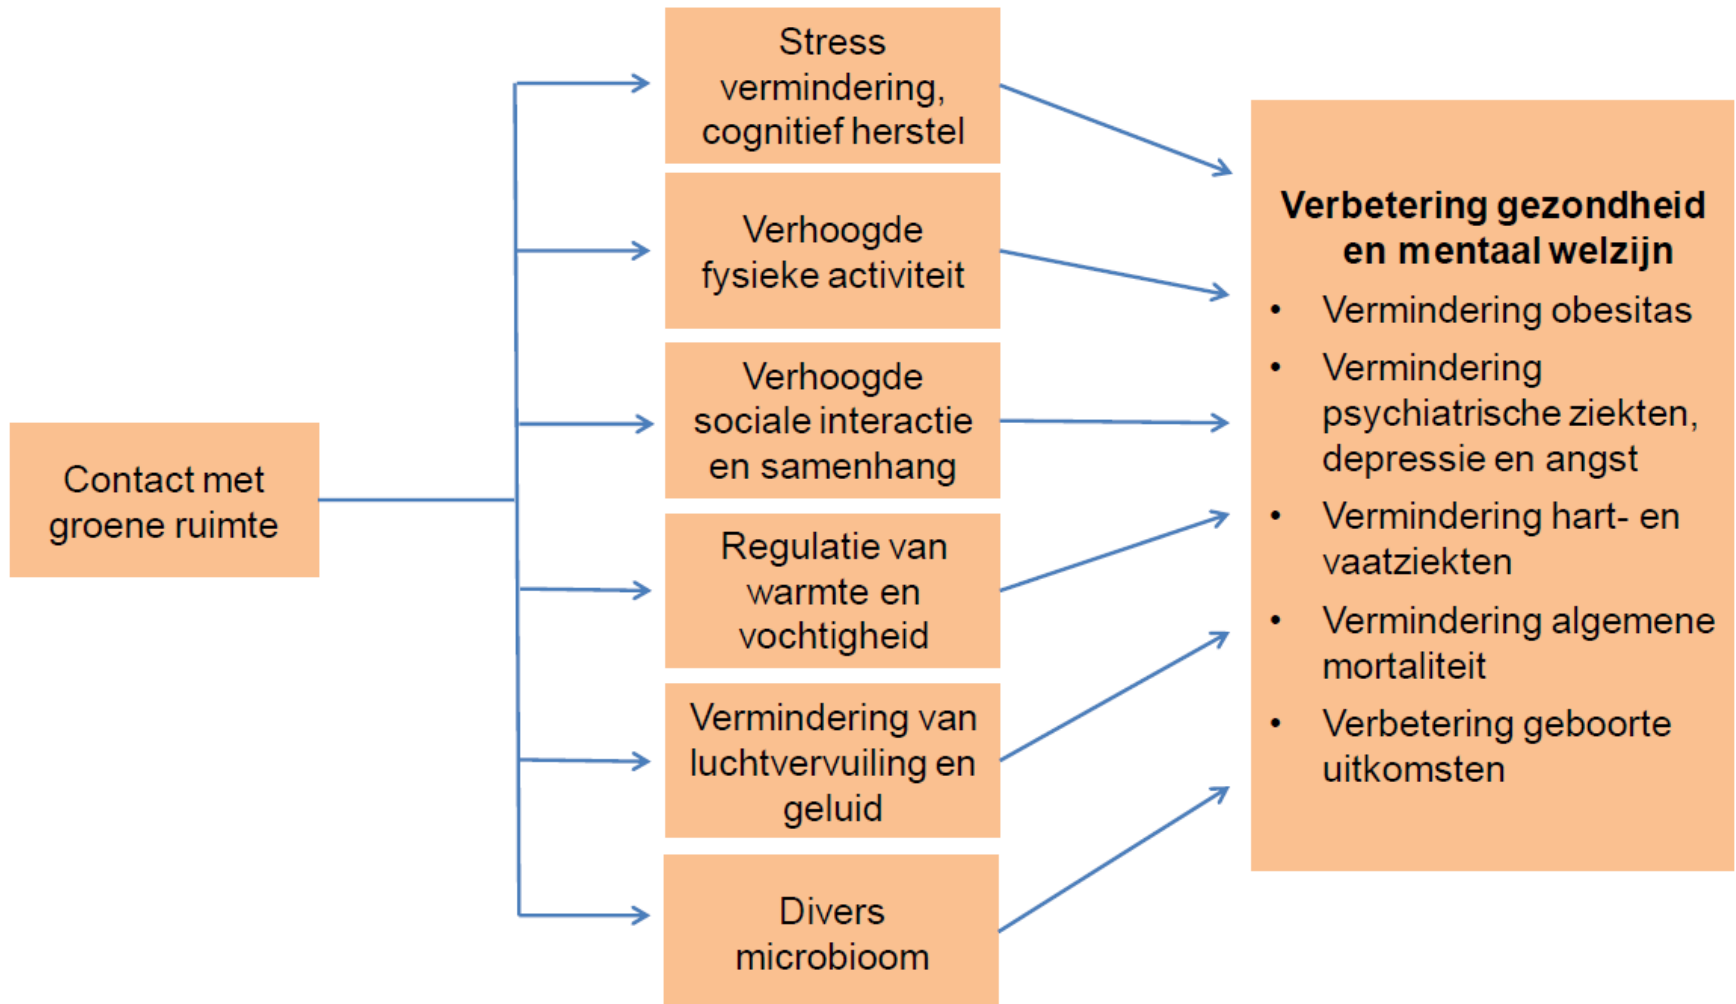 Contact met
groene ruimte
Stress
vermindering,
cognitief herstel
Verhoogde
fysieke activiteit
Verhoogde
sociale interactie
en samenhang
Regulatie van
warmte en
vochtigheid
Vermindering van
luchtvervuiling en
geluid
Divers
microbioom
Verbetering gezondheid
en mentaal welzijn
• Vermindering obesitas
• Vermindering
psychiatrische ziekten,
depressie en angst
• Vermindering hart- en
vaatziekten
• Vermindering algemene
mortaliteit
• Verbetering geboorte
uitkomsten